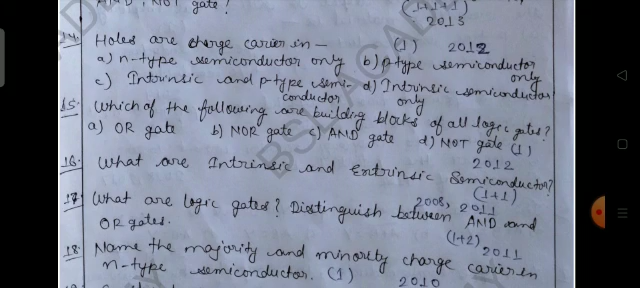 AND, NOT gate? (1+1+1)
2013
14. Holes are charge carier in – (1) 2012
a) n-type semiconductor only b) p type semiconductor only
c) Intrinsic and p type semi-conductor d) Intrinsic semiconductor only
15. Which of the following are building blocks of all logic gates?
a) OR gate b) NOR gate c) AND gate d) NOT gate (1)
2012
16. What are Intrinsic and Extrinsic Semiconductor?
(1+1)
2008, 2011
17. What are logic gates? Distinguish between AND and
OR gates. (1+2)
2011
18. Name the majority and minority charge carier in
n-type semiconductor. (1) 2010